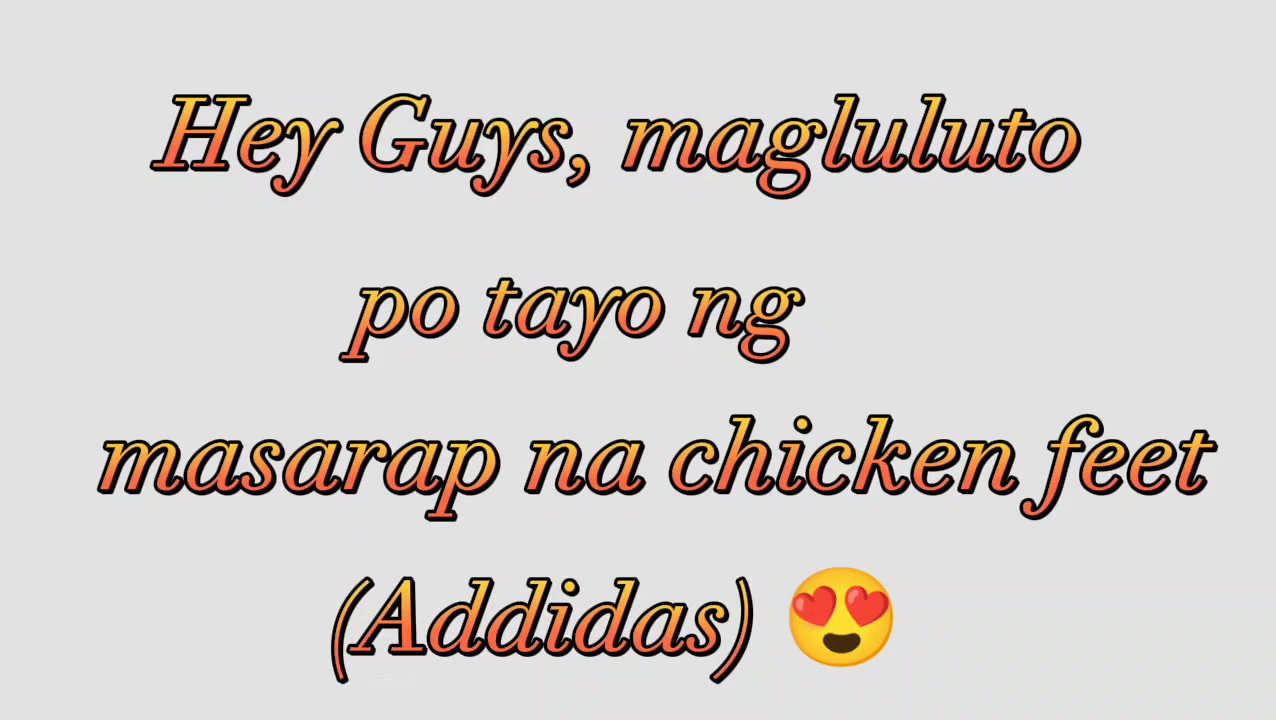 Hey Guys, magluluto
po tayo ng
masarap na chicken feet
(Addidas) 😍